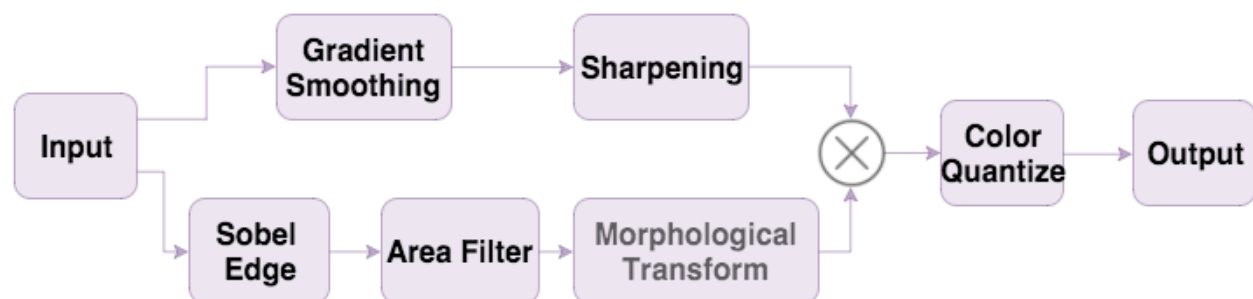 Input
Gradient
Smoothing
Sharpening
Sobel
Edge
Area Filter
Morphological
Transform
Color
Quantize
Output